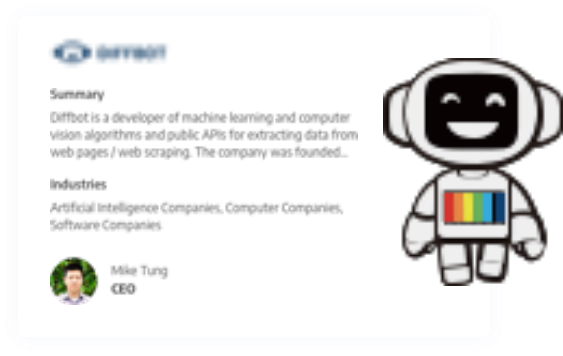 DIFFBOT
Summary
Diffbot is a developer of machine learning and computer
vision algorithms and public APIs for extracting data from
web pages / web scraping. The company was founded...
Industries
Artificial Intelligence Companies, Computer Companies,
Software Companies
Mike Tung
CEO